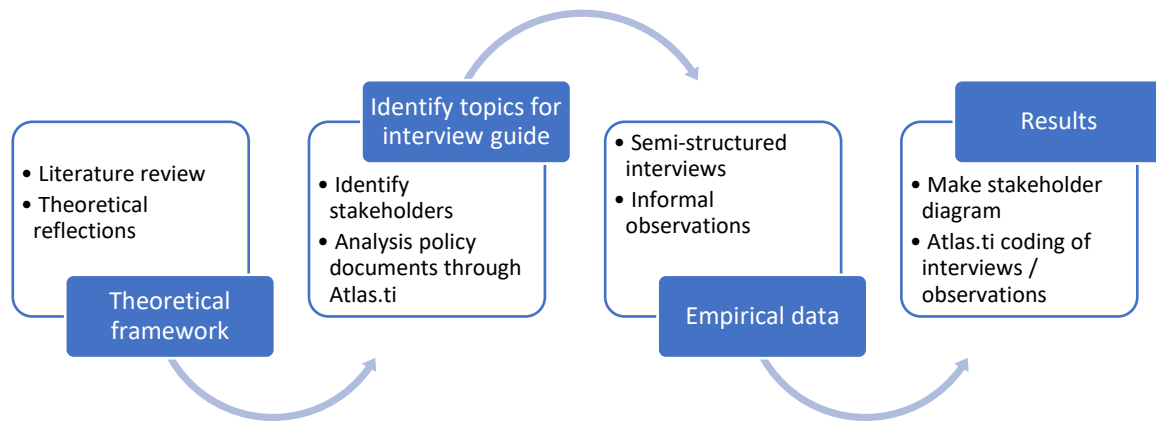 • Literature review
• Theoretical
reflections
Theoretical
framework
Identify topics for
interview guide
• Identify
stakeholders
• Analysis policy
documents through
Atlas.ti
• Semi-structured
interviews
• Informal
observations
Empirical data
Results
• Make stakeholder
diagram
• Atlas.ti coding of
interviews /
observations